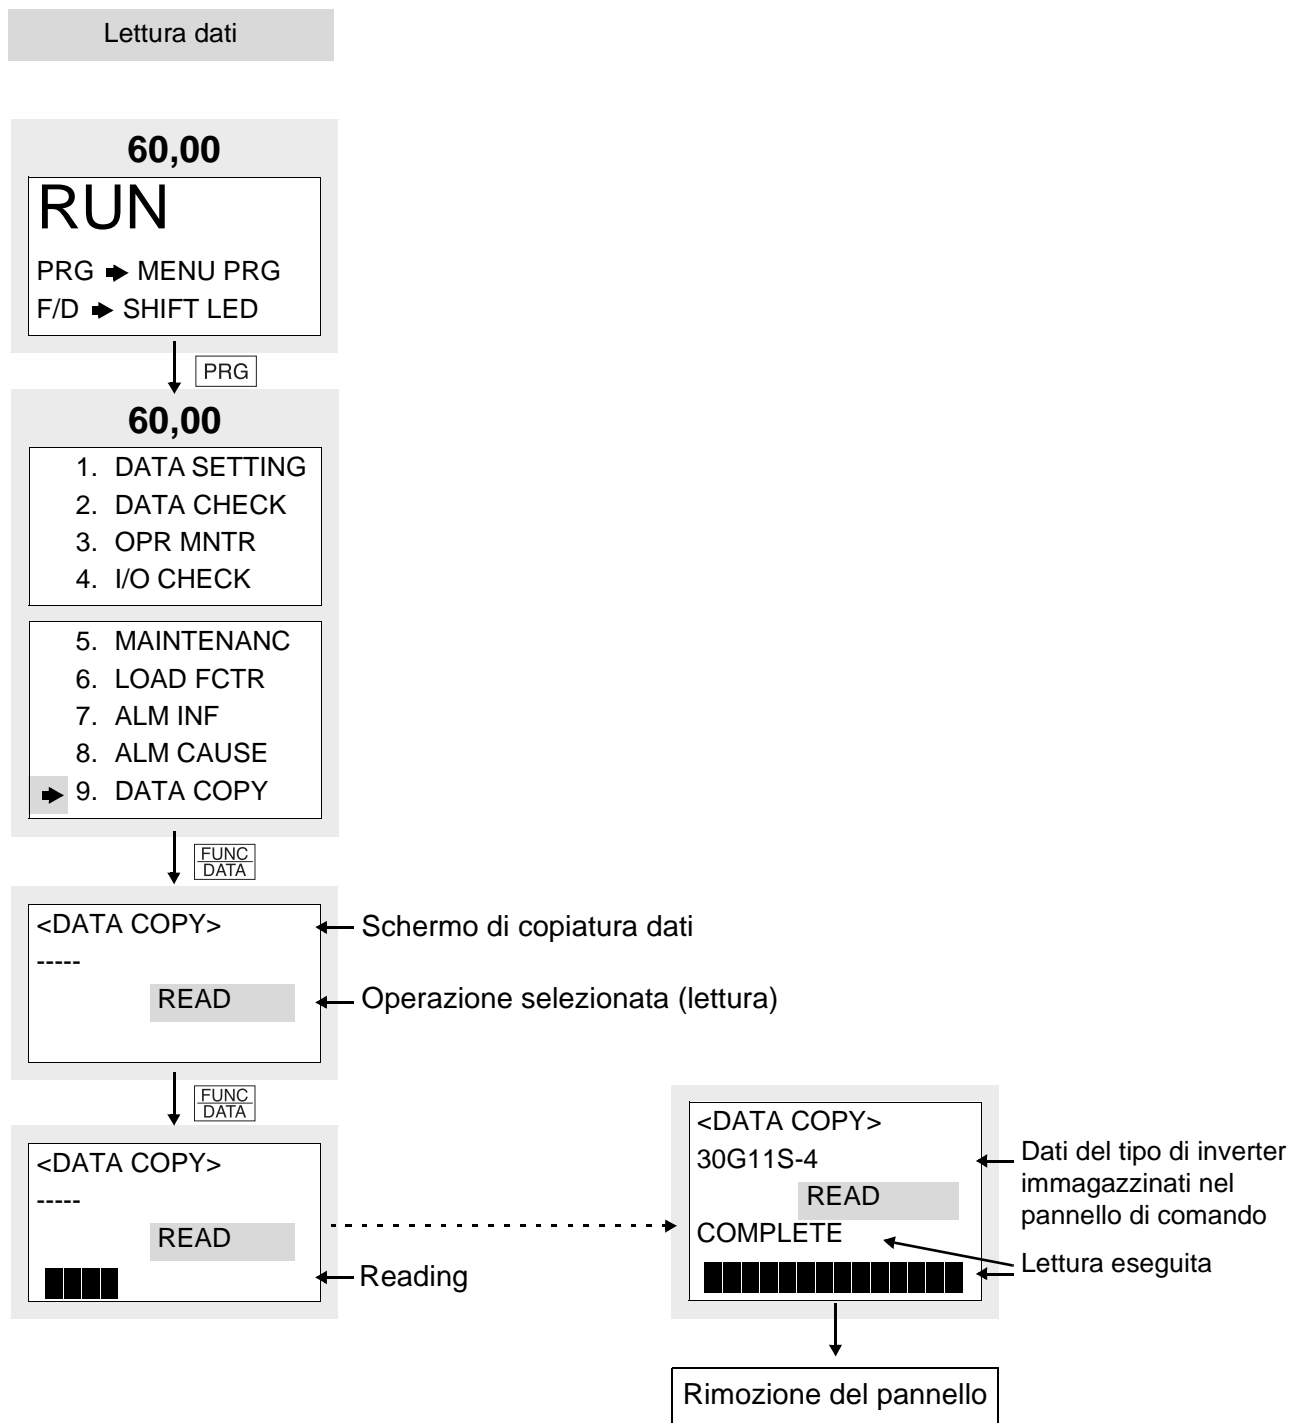 Lettura dati
60,00
RUN
PRG → MENU PRG
F/D → SHIFT LED
PRG
60,00
1. DATA SETTING
2. DATA CHECK
3. OPR MNTR
4. I/O CHECK
5. MAINTENANC
6. LOAD FCTR
7. ALM INF
8. ALM CAUSE
→ 9. DATA COPY
FUNC
DATA
<DATA COPY>
-----
READ
Schermo di copiatura dati
Operazione selezionata (lettura)
FUNC
DATA
<DATA COPY>
-----
READ
Reading
<DATA COPY>
30G11S-4
READ
COMPLETE
Dati del tipo di inverter
immagazzinati nel
pannello di comando
Lettura eseguita
Rimozione del pannello